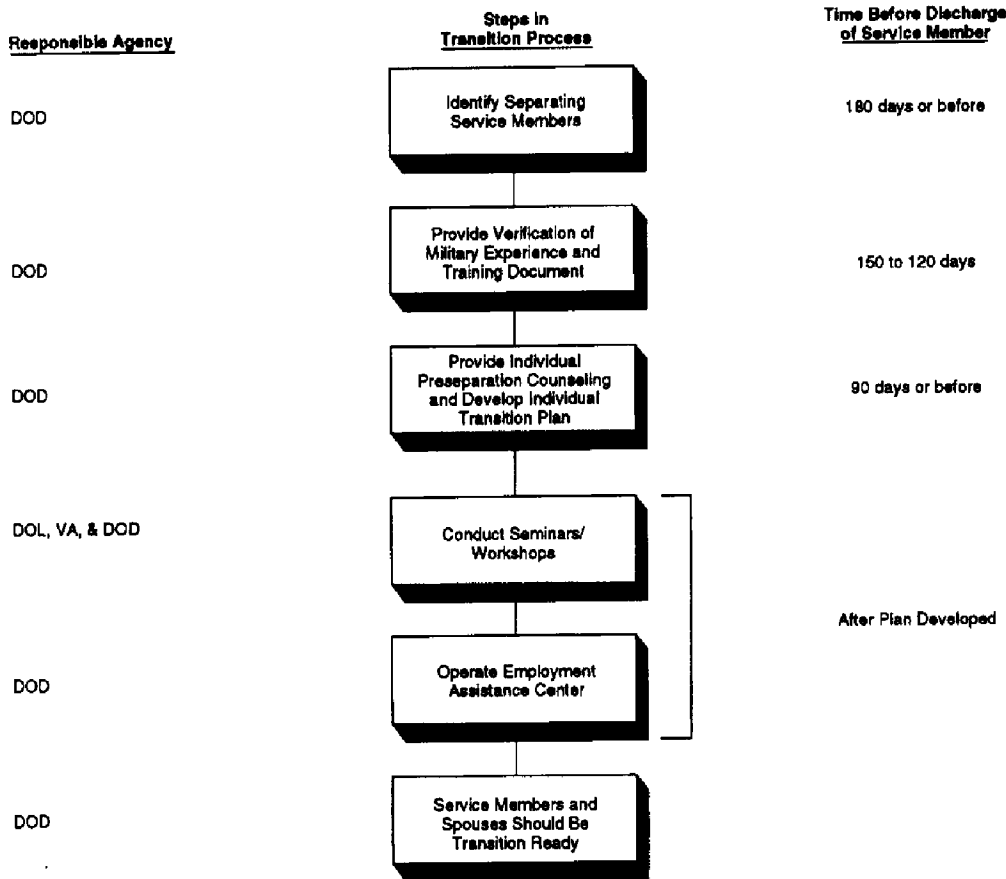 Responsible Agency
Steps in
Transition Process
Time Before Discharge
of Service Member
DOD
Identify Separating
Service Members
180 days or before
DOD
Provide Verification of
Military Experience and
Training Document
150 to 120 days
DOD
Provide Individual
Preseparation Counseling
and Develop Individual
Transition Plan
90 days or before
DOL, VA, & DOD
Conduct Seminars/
Workshops
After Plan Developed
DOD
Operate Employment
Assistance Center
DOD
Service Members and
Spouses Should Be
Transition Ready